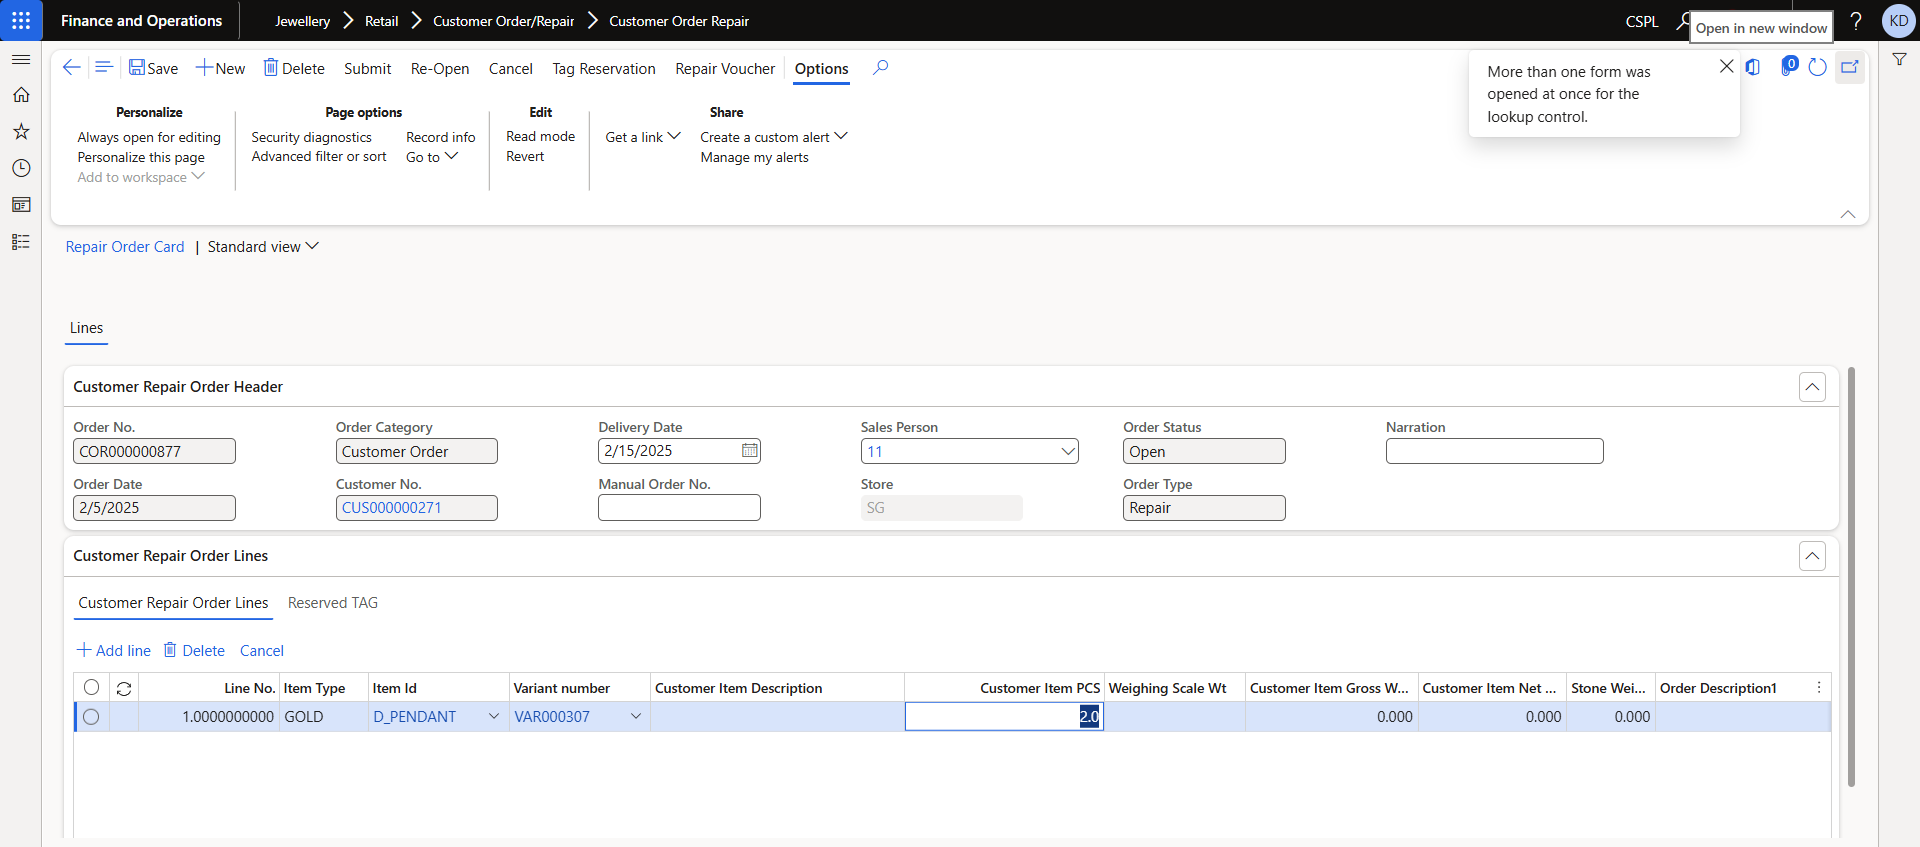 Finance and Operations
Jewellery > Retail > Customer Order/Repair > Customer Order Repair
CSPL
Open in new window
? KD
Save New Delete Submit Re-Open Cancel Tag Reservation Repair Voucher Options
0
More than one form was
opened at once for the
lookup control.
Personalize
Always open for editing
Personalize this page
Add to workspace
Page options
Security diagnostics Record info
Advanced filter or sort Go to
Edit
Read mode
Revert
Get a link
Share
Create a custom alert
Manage my alerts
Repair Order Card | Standard view
Lines
Customer Repair Order Header
Order No. Order Category Delivery Date Sales Person Order Status Narration
COR000000877 Customer Order 2/15/2025 11 Open
Order Date Customer No. Manual Order No. Store Order Type
2/5/2025 CUS000000271 SG Repair
Customer Repair Order Lines
Customer Repair Order Lines Reserved TAG
Add line Delete Cancel
Line No. Item Type Item Id Variant number Customer Item Description Customer Item PCS Weighing Scale Wt Customer Item Gross W... Customer Item Net ... Stone Wei... Order Description1
1.0000000000 GOLD D_PENDANT VAR000307 2.0 0.000 0.000 0.000